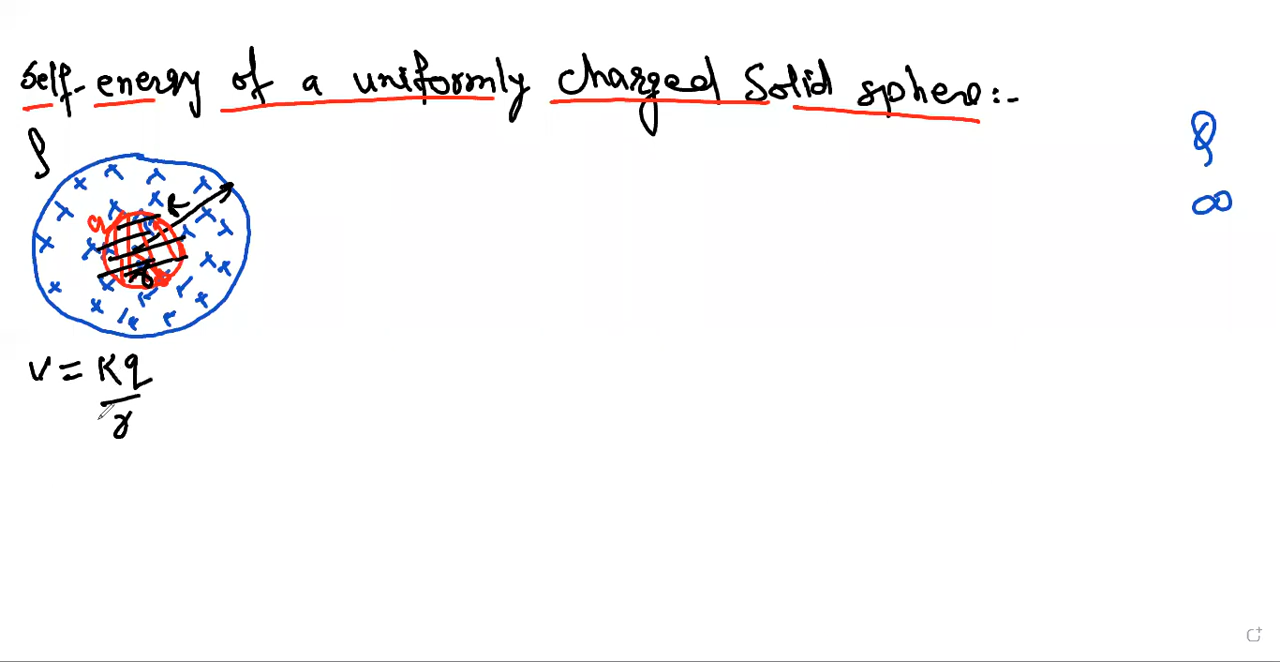 Self-energy of a uniformly charged Solid sphere:-
ρ
R
q
r
V = Kq
r
Q
∞